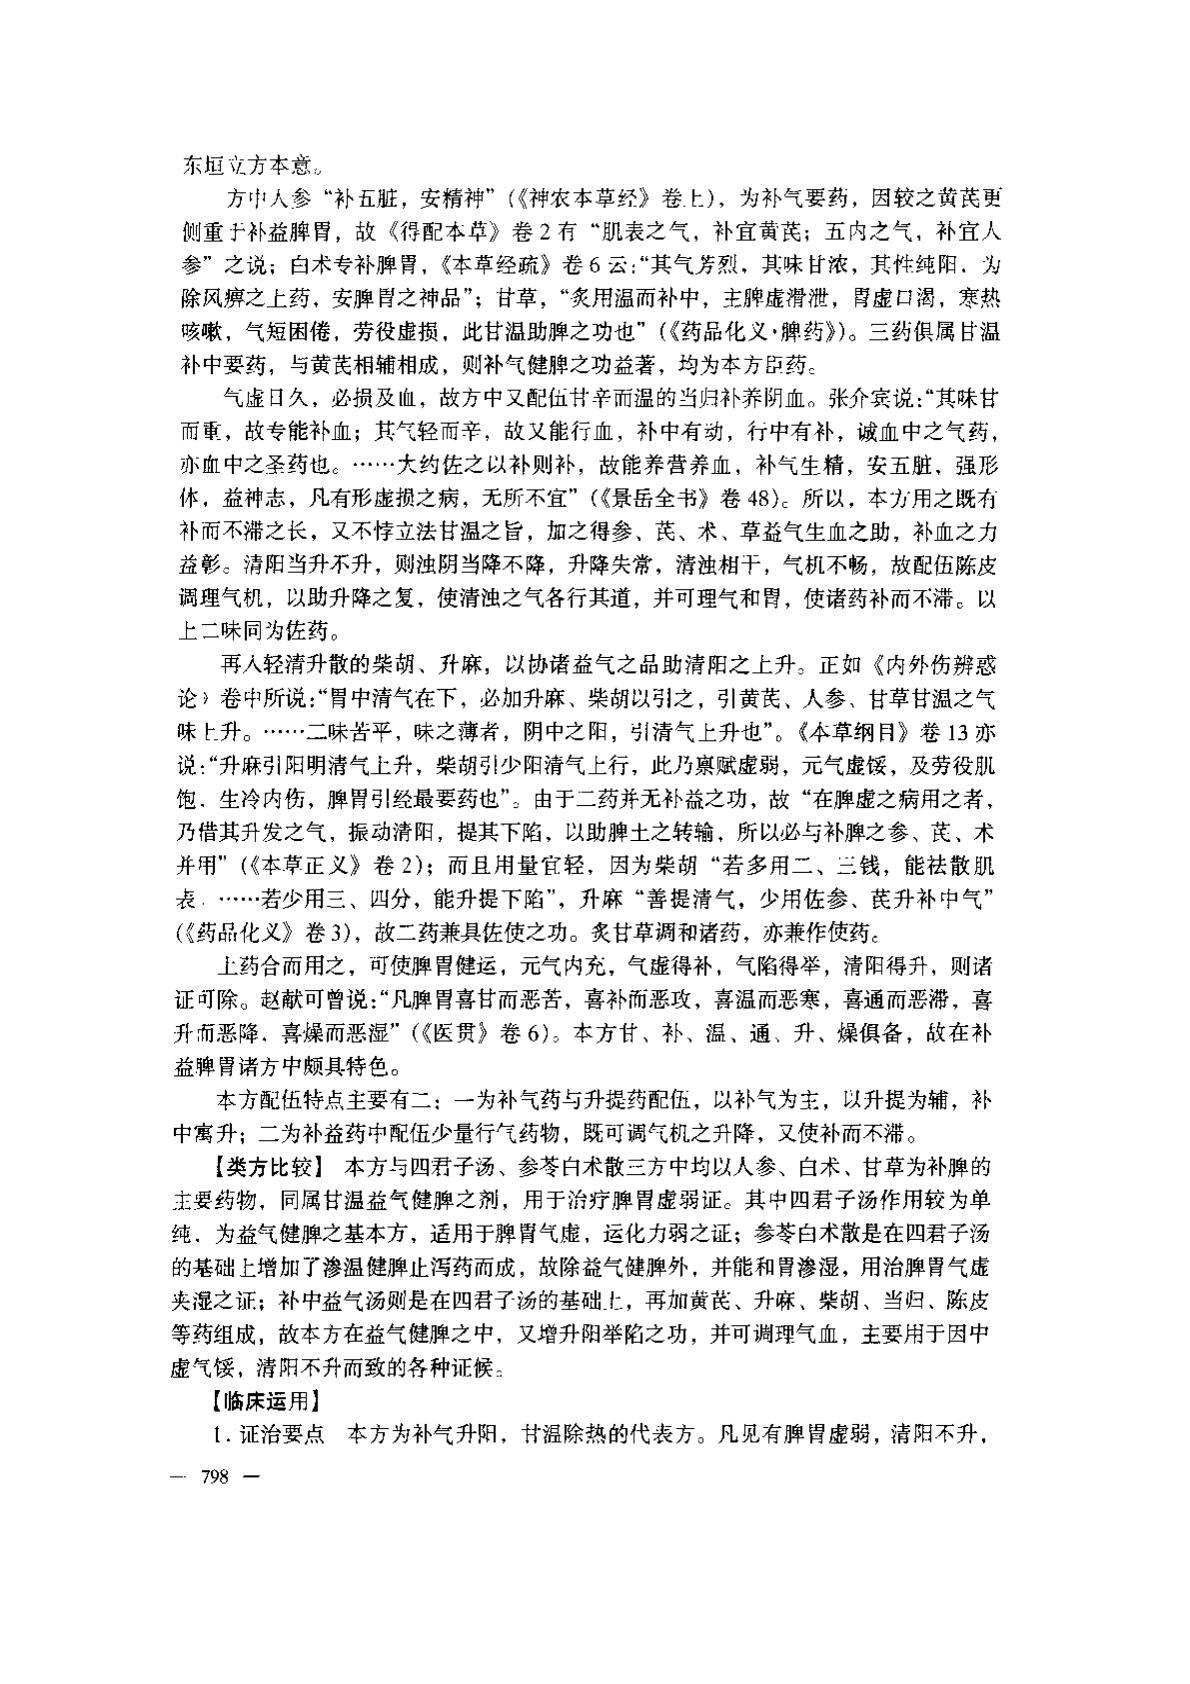 东垣立方本意。
方中人参“补五脏，安精神”（《神农本草经》卷上），为补气要药，因较之黄芪更
侧重于补益脾胃，故《得配本草》卷2有“肌表之气，补宜黄芪；五内之气，补宜人
参”之说；白术专补脾胃，《本草经疏》卷6云：“其气芳烈，其味甘浓，其性纯阳，为
除风痹之上药，安脾胃之神品”；甘草，“炙用温而补中，主脾虚滑泄，胃虚口渴，寒热
咳嗽，气短困倦，劳役虚损，此甘温助脾之功也”（《药品化义·脾药》）。三药俱属甘温
补中要药，与黄芪相辅相成，则补气健脾之功益著，均为本方臣药。
气虚日久，必损及血，故方中又配伍甘辛而温的当归补养阴血。张介宾说：“其味甘
而重，故专能补血；其气轻而辛，故又能行血，补中有动，行中有补，诚血中之气药，
亦血中之圣药也。……大约佐之以补则补，故能养营养血，补气生精，安五脏，强形
体，益神志，凡有形虚损之病，无所不宜”（《景岳全书》卷48）。所以，本方用之既有
补而不滞之长，又不悖立法甘温之旨，加之得参、芪、术、草益气生血之助，补血之力
益彰。清阳当升不升，则浊阴当降不降，升降失常，清浊相干，气机不畅，故配伍陈皮
调理气机，以助升降之复，使清浊之气各行其道，并可理气和胃，使诸药补而不滞。以
上二味同为佐药。
再入轻清升散的柴胡、升麻，以协诸益气之品助清阳之上升。正如《内外伤辨惑
论》卷中所说：“胃中清气在下，必加升麻、柴胡以引之，引黄芪、人参、甘草甘温之气
味上升。……二味苦平，味之薄者，阴中之阳，引清气上升也”。《本草纲目》卷13亦
说：“升麻引阳明清气上升，柴胡引少阳清气上行，此乃禀赋虚弱，元气虚馁，及劳役肌
饱，生冷内伤，脾胃引经最要药也”。由于二药并无补益之功，故“在脾虚之病用之者，
乃借其升发之气，振动清阳，提其下陷，以助脾土之转输，所以必与补脾之参、芪、术
并用”（《本草正义》卷2）；而且用量宜轻，因为柴胡“若多用二、三钱，能祛散肌
表，……若少用三、四分，能升提下陷”，升麻“善提清气，少用佐参、芪升补中气”
（《药品化义》卷3），故二药兼具佐使之功。炙甘草调和诸药，亦兼作使药。
上药合而用之，可使脾胃健运，元气内充，气虚得补，气陷得举，清阳得升，则诸
证可除。赵献可曾说：“凡脾胃喜甘而恶苦，喜补而恶攻，喜温而恶寒，喜通而恶滞，喜
升而恶降，喜燥而恶湿”（《医贯》卷6）。本方甘、补、温、通、升、燥俱备，故在补
益脾胃诸方中颇具特色。
本方配伍特点主要有二：一为补气药与升提药配伍，以补气为主，以升提为辅，补
中寓升；二为补益药中配伍少量行气药物，既可调气机之升降，又使补而不滞。
【类方比较】 本方与四君子汤、参苓白术散三方中均以人参、白术、甘草为补脾的
主要药物，同属甘温益气健脾之剂，用于治疗脾胃虚弱证。其中四君子汤作用较为单
纯，为益气健脾之基本方，适用于脾胃气虚，运化力弱之证；参苓白术散是在四君子汤
的基础上增加了渗温健脾止泻药而成，故除益气健脾外，并能和胃渗湿，用治脾胃气虚
夹湿之证；补中益气汤则是在四君子汤的基础上，再加黄芪、升麻、柴胡、当归、陈皮
等药组成，故本方在益气健脾之中，又增升阳举陷之功，并可调理气血，主要用于因中
虚气馁，清阳不升而致的各种证候。
【临床运用】
1. 证治要点 本方为补气升阳，甘温除热的代表方。凡见有脾胃虚弱，清阳不升，
— 798 —